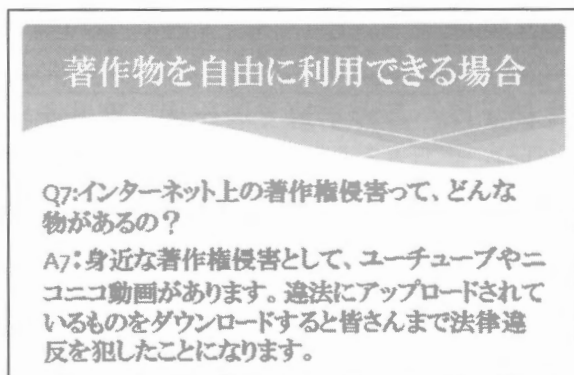 著作物を自由に利用できる場合
Q7:インターネット上の著作権侵害って、どんな
物があるの？
A7：身近な著作権侵害として、ユーチューブやニ
コニコ動画があります。違法にアップロードされて
いるものをダウンロードすると皆さんまで法律違
反を犯したことになります。